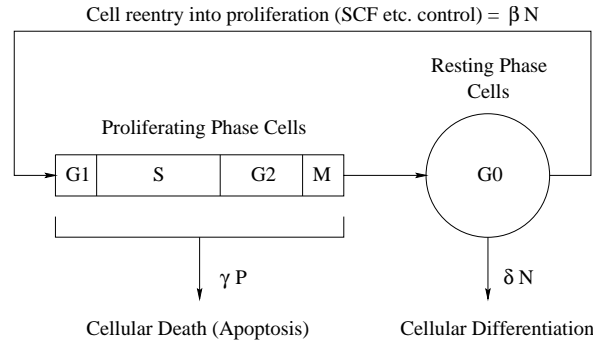 Cell reentry into proliferation (SCF etc. control) = β N
Resting Phase
Cells
Proliferating Phase Cells
G1 S G2 M G0
γ P δ N
Cellular Death (Apoptosis) Cellular Differentiation